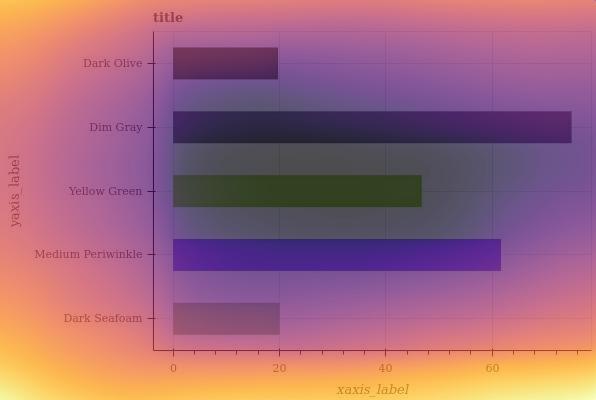 title
Dark Olive
Dim Gray
Yellow Green
Medium Periwinkle
Dark Seafoam
yaxis_label
0 20 40 60
xaxis_label